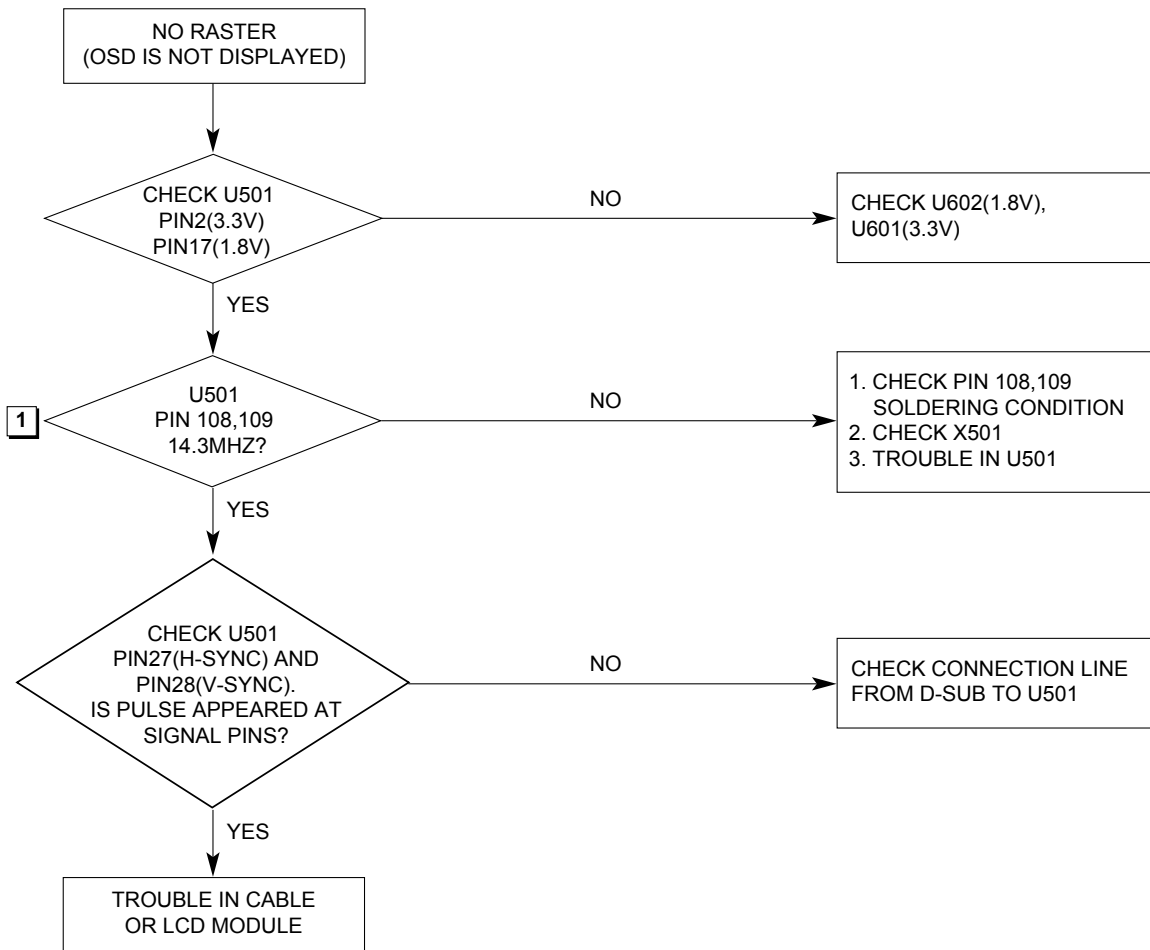 NO RASTER
(OSD IS NOT DISPLAYED)
CHECK U501
PIN2(3.3V)
PIN17(1.8V)
NO
CHECK U602(1.8V),
U601(3.3V)
YES
1
U501
PIN 108,109
14.3MHZ?
NO
1. CHECK PIN 108,109
SOLDERING CONDITION
2. CHECK X501
3. TROUBLE IN U501
YES
CHECK U501
PIN27(H-SYNC) AND
PIN28(V-SYNC).
IS PULSE APPEARED AT
SIGNAL PINS?
NO
CHECK CONNECTION LINE
FROM D-SUB TO U501
YES
TROUBLE IN CABLE
OR LCD MODULE